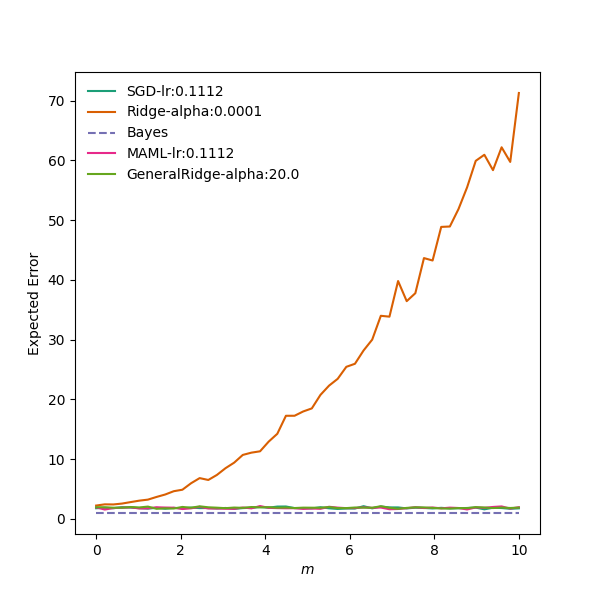 SGD-lr:0.1112
Ridge-alpha:0.0001
Bayes
MAML-lr:0.1112
GeneralRidge-alpha:20.0
Expected Error
70
60
50
40
30
20
10
0
0 2 4 6 8 10
m